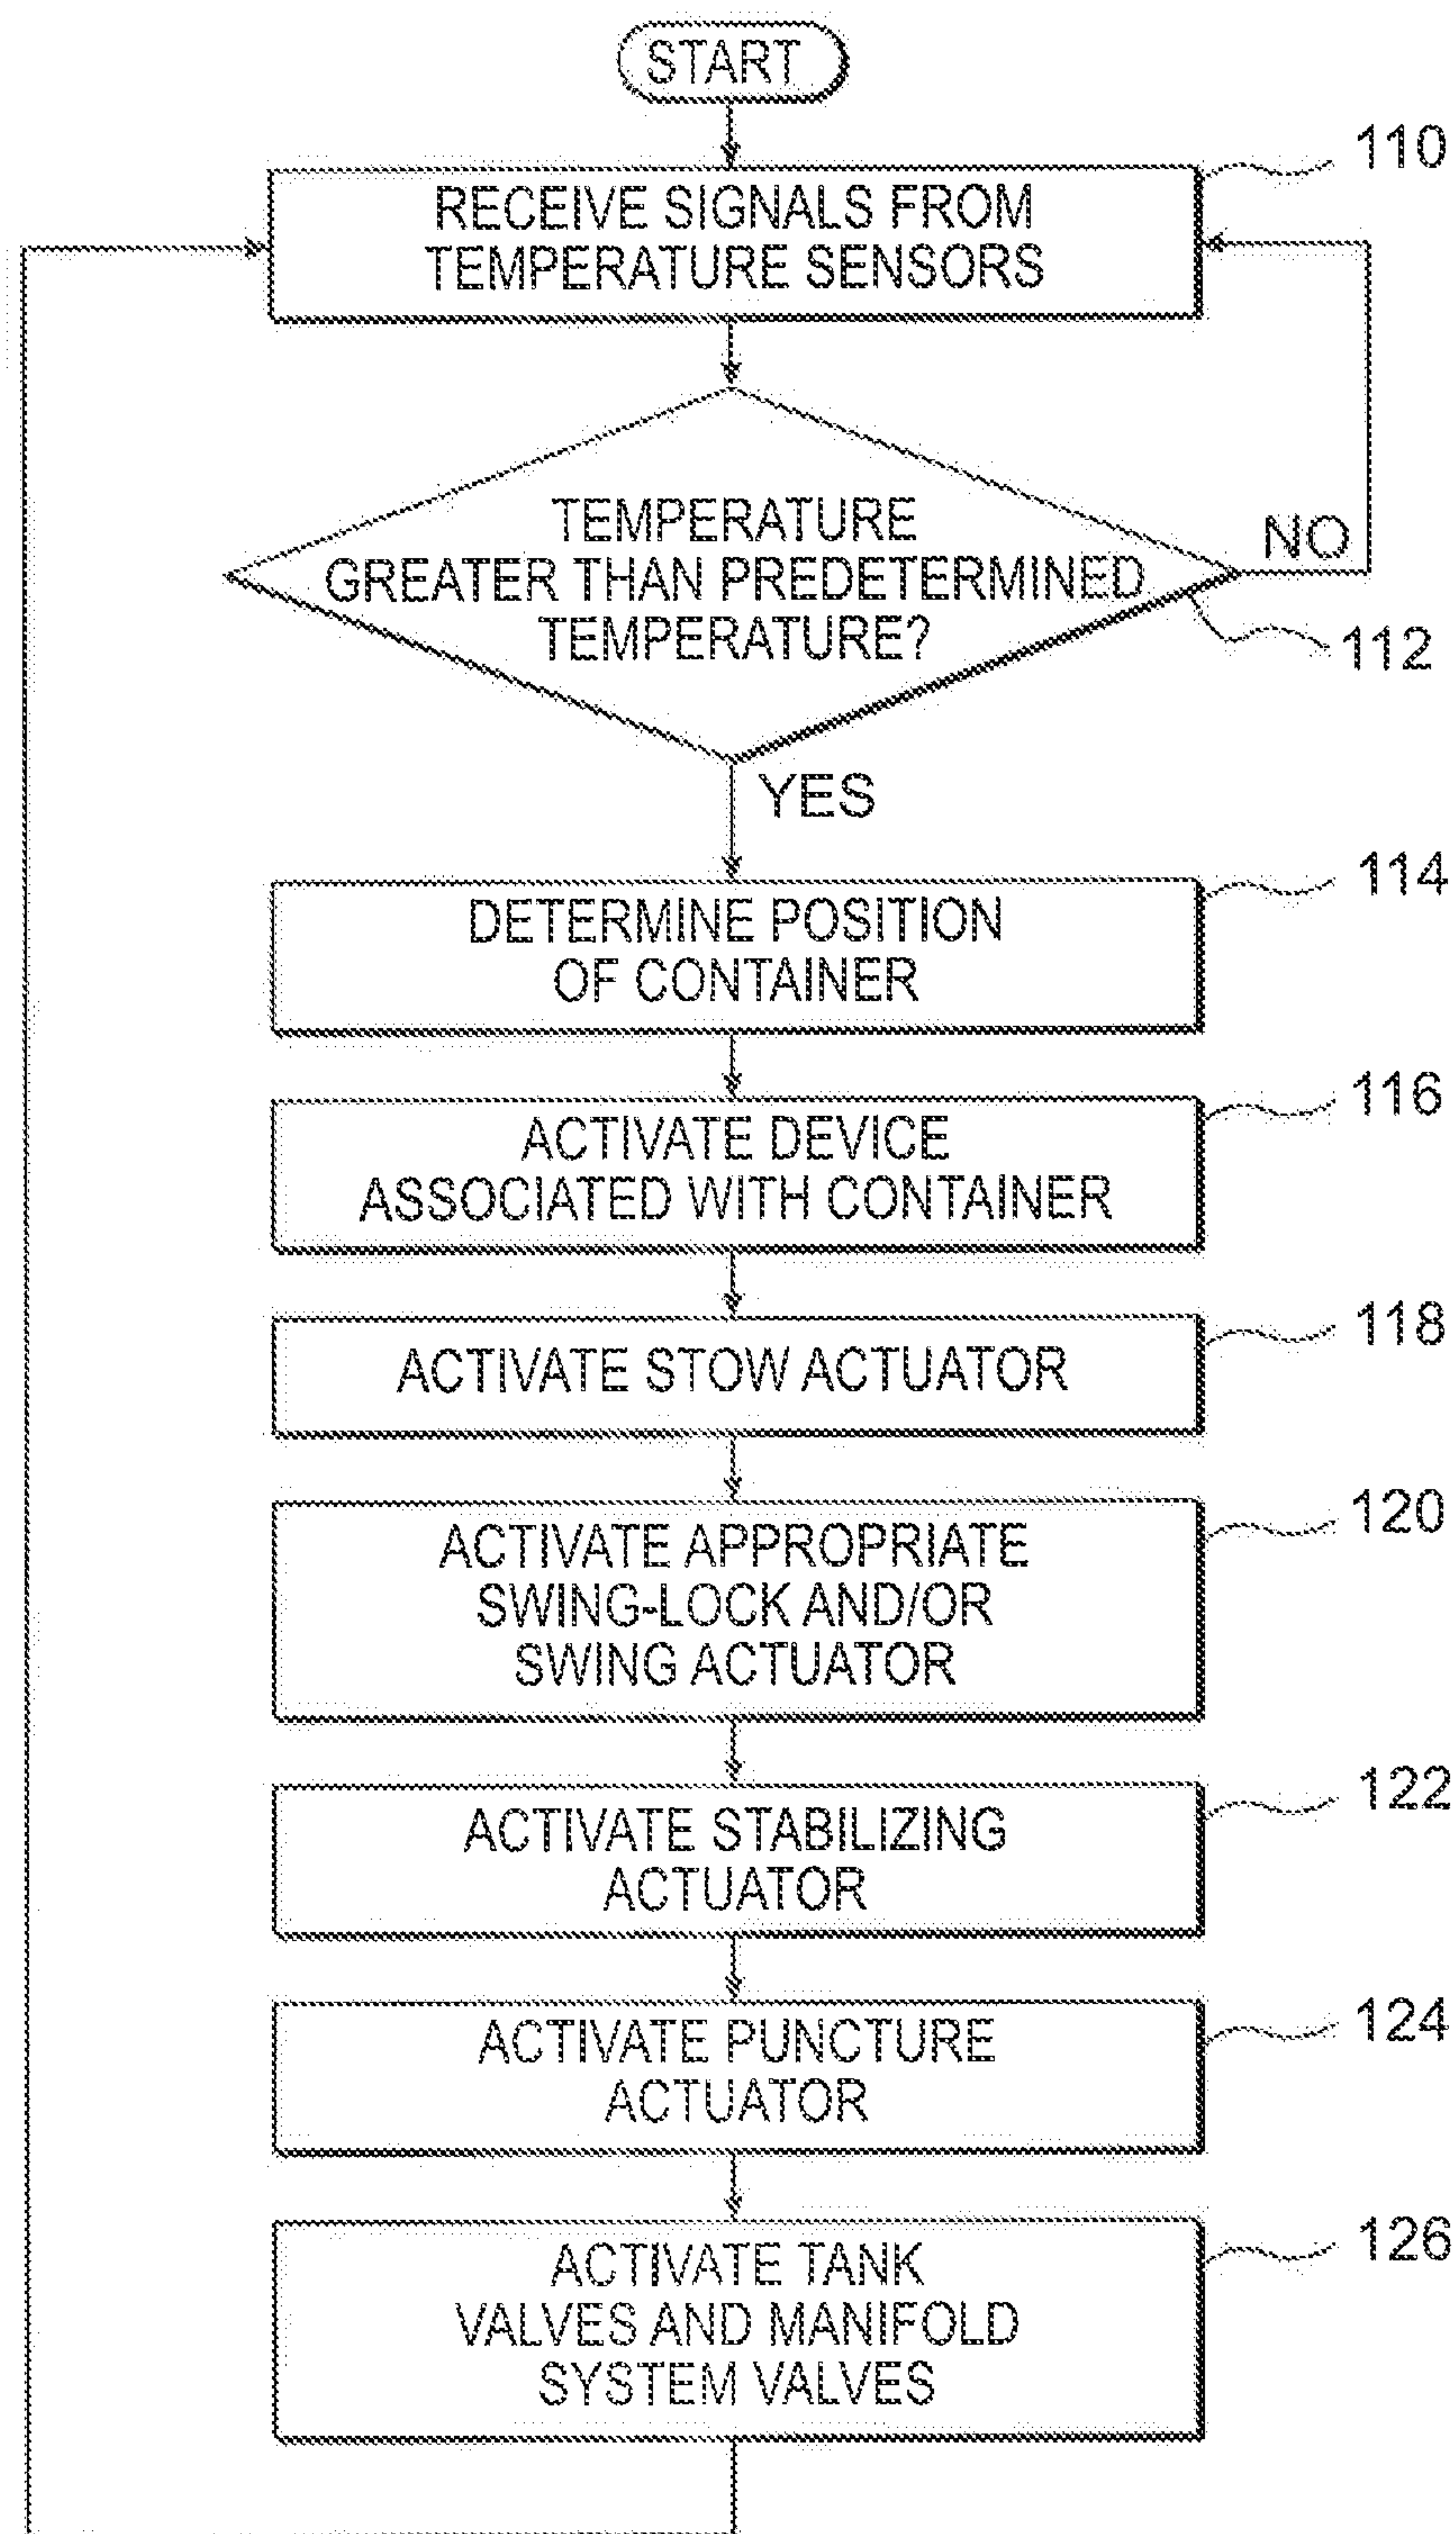 START
110
RECEIVE SIGNALS FROM
TEMPERATURE SENSORS
TEMPERATURE
GREATER THAN PREDETERMINED
TEMPERATURE?
NO
112
YES
114
DETERMINE POSITION
OF CONTAINER
116
ACTIVATE DEVICE
ASSOCIATED WITH CONTAINER
118
ACTIVATE STOW ACTUATOR
120
ACTIVATE APPROPRIATE
SWING-LOCK AND/OR
SWING ACTUATOR
122
ACTIVATE STABILIZING
ACTUATOR
124
ACTIVATE PUNCTURE
ACTUATOR
126
ACTIVATE TANK
VALVES AND MANIFOLD
SYSTEM VALVES